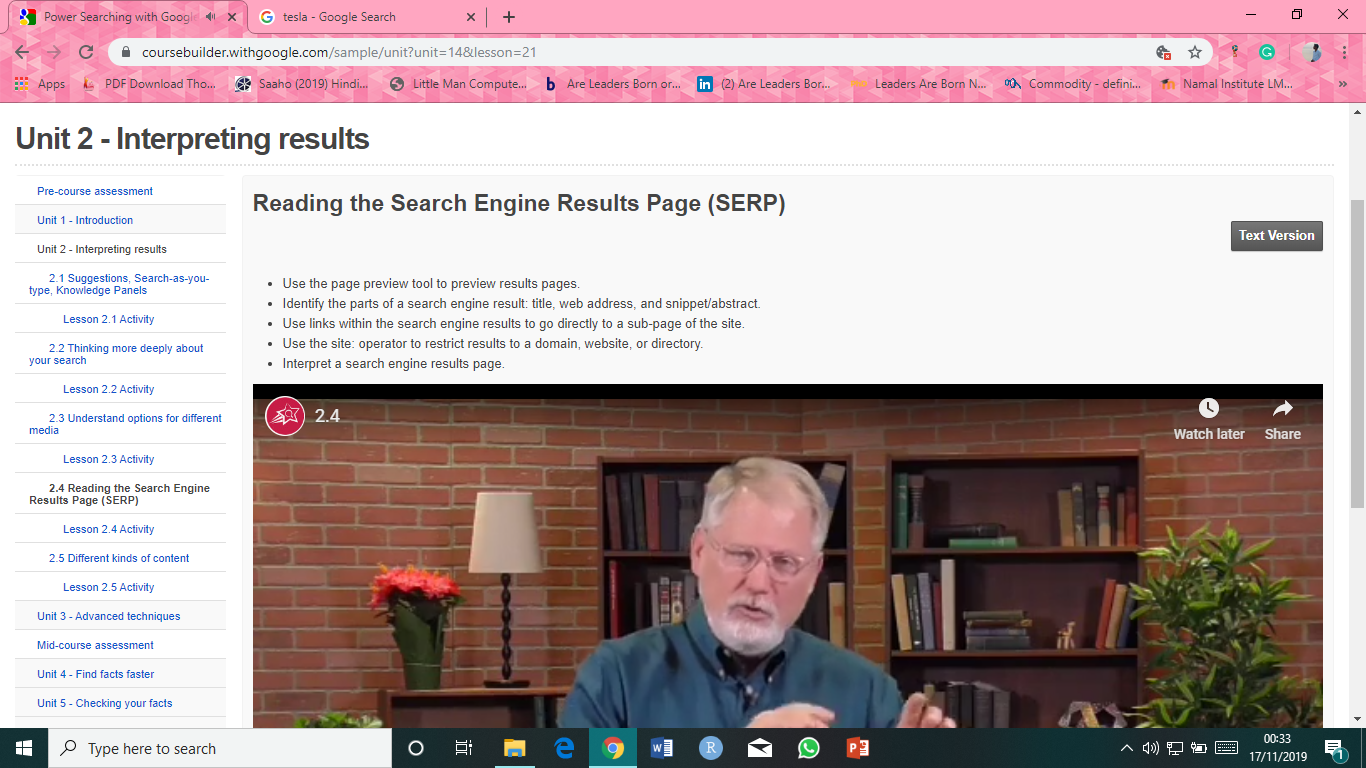 Power Searching with Googl
tesla - Google Search
coursebuilder.withgoogle.com/sample/unit?unit=14&lesson=21
Apps
PDF Download Tho...
Saaho (2019) Hindi...
Little Man Compute...
Are Leaders Born or...
(2) Are Leaders Bor...
Leaders Are Born N...
Commodity - defini...
Namal Institute LM...
»
Unit 2 - Interpreting results
Pre-course assessment
Unit 1 - Introduction
Unit 2 - Interpreting results
2.1 Suggestions, Search-as-you-
type, Knowledge Panels
Lesson 2.1 Activity
2.2 Thinking more deeply about
your search
Lesson 2.2 Activity
2.3 Understand options for different
media
Lesson 2.3 Activity
2.4 Reading the Search Engine
Results Page (SERP)
Lesson 2.4 Activity
2.5 Different kinds of content
Lesson 2.5 Activity
Unit 3 - Advanced techniques
Mid-course assessment
Unit 4 - Find facts faster
Unit 5 - Checking your facts
Reading the Search Engine Results Page (SERP)
Text Version
Use the page preview tool to preview results pages.
Identify the parts of a search engine result: title, web address, and snippet/abstract.
Use links within the search engine results to go directly to a sub-page of the site.
Use the site: operator to restrict results to a domain, website, or directory.
Interpret a search engine results page.
2.4
Watch later
Share
Type here to search
00:33
17/11/2019
1